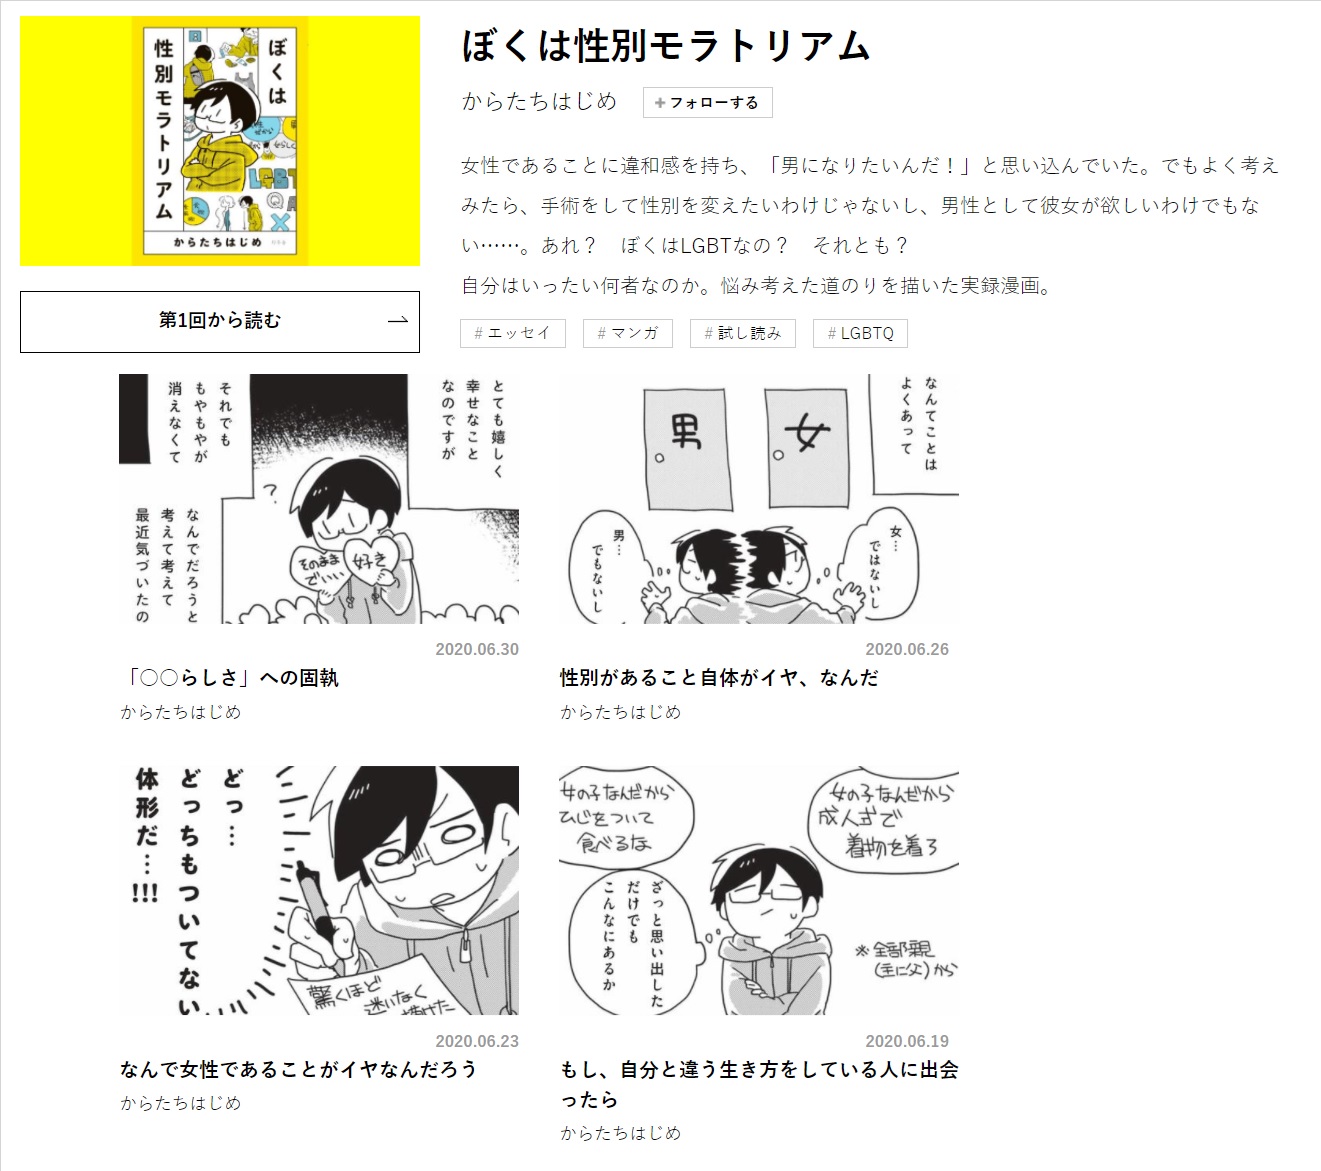 ぼくは
性別モラトリアム
からたちはじめ
第1回から読む
ぼくは性別モラトリアム
からたちはじめ
+フォローする
女性であることに違和感を持ち、「男になりたいんだ！」と思い込んでいた。でもよく考え
みたら、手術をして性別を変えたいわけじゃないし、男性として彼女が欲しいわけでもな
い……。あれ？　ぼくはLGBTなの？　それとも？
自分はいったい何者なのか。悩み考えた道のりを描いた実録漫画。
# エッセイ
# マンガ
# 試し読み
# LGBTQ
とても嬉しく
幸せなこと
なのですが
それでも
もやもやが
消えなくて
?
そのまま
でいい
好き
なんでだろうと
考えて考えて
最近気づいたの
2020.06.30
「○○らしさ」への固執
からたちはじめ
なんてことは
よくあって
男
女
女…
ではないし
男…
でもないし
2020.06.26
性別があること自体がイヤ、なんだ
からたちはじめ
どっ…
どっちもついてない
体形だ…!!!
驚くほど
迷いなく
描けた
2020.06.23
なんで女性であることがイヤなんだろう
からたちはじめ
女の子なんだから
成人式で
着物を着ろ
女の子なんだから
ひじをついて
食べるな
ざっと思い出した
だけでも
こんなにあるか
※全部親
(主に父)から
2020.06.19
もし、自分と違う生き方をしている人に出会
ったら
からたちはじめ